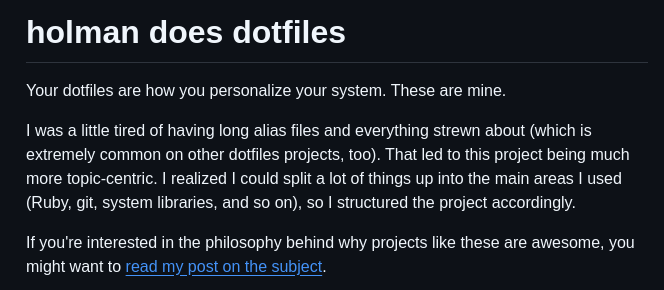 holman does dotfiles
Your dotfiles are how you personalize your system. These are mine.
I was a little tired of having long alias files and everything strewn about (which is
extremely common on other dotfiles projects, too). That led to this project being much
more topic-centric. I realized I could split a lot of things up into the main areas I used
(Ruby, git, system libraries, and so on), so I structured the project accordingly.
If you're interested in the philosophy behind why projects like these are awesome, you
might want to read my post on the subject.